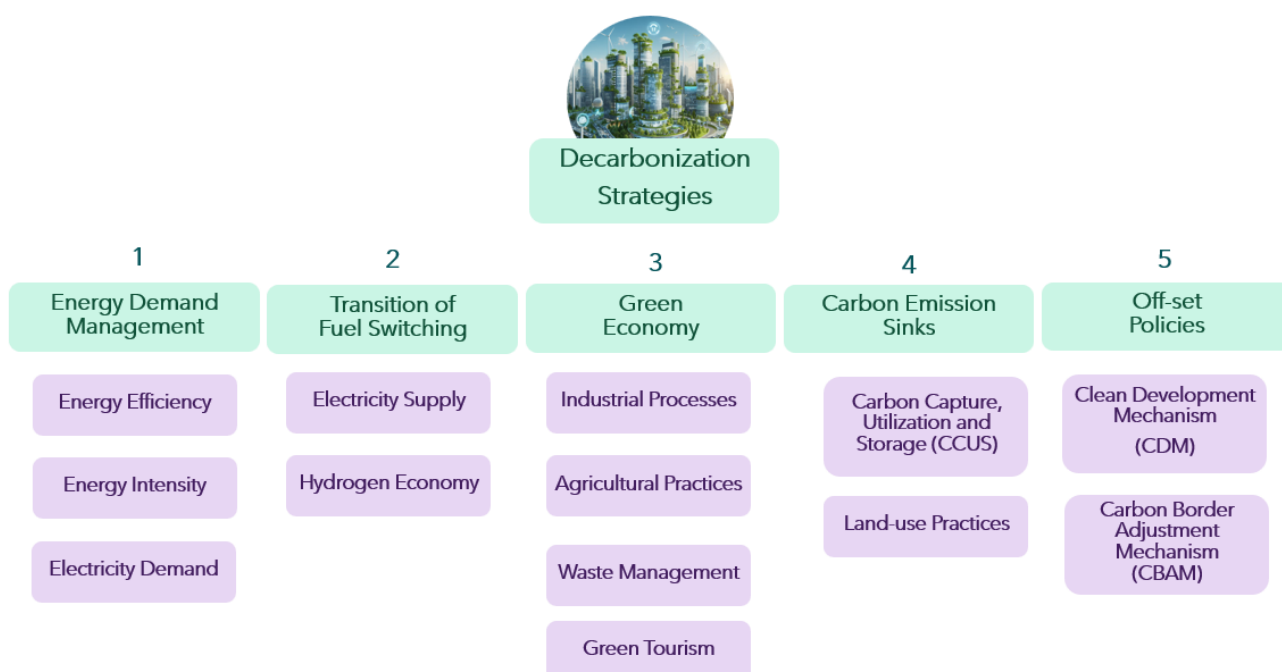 Decarbonization
Strategies
1
Energy Demand
Management
Energy Efficiency
Energy Intensity
Electricity Demand
2
Transition of
Fuel Switching
Electricity Supply
Hydrogen Economy
3
Green
Economy
Industrial Processes
Agricultural Practices
Waste Management
Green Tourism
4
Carbon Emission
Sinks
Carbon Capture,
Utilization and
Storage (CCUS)
Land-use Practices
5
Off-set
Policies
Clean Development
Mechanism
(CDM)
Carbon Border
Adjustment
Mechanism
(CBAM)